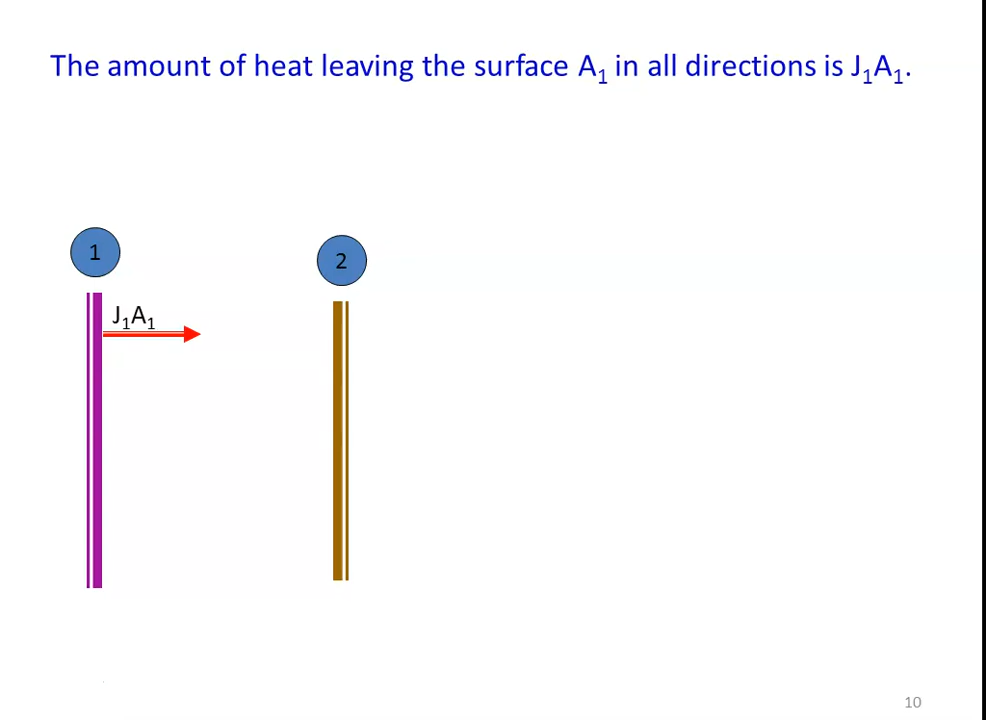 The amount of heat leaving the surface A₁ in all directions is J₁A₁.
1
2
J₁A₁
10